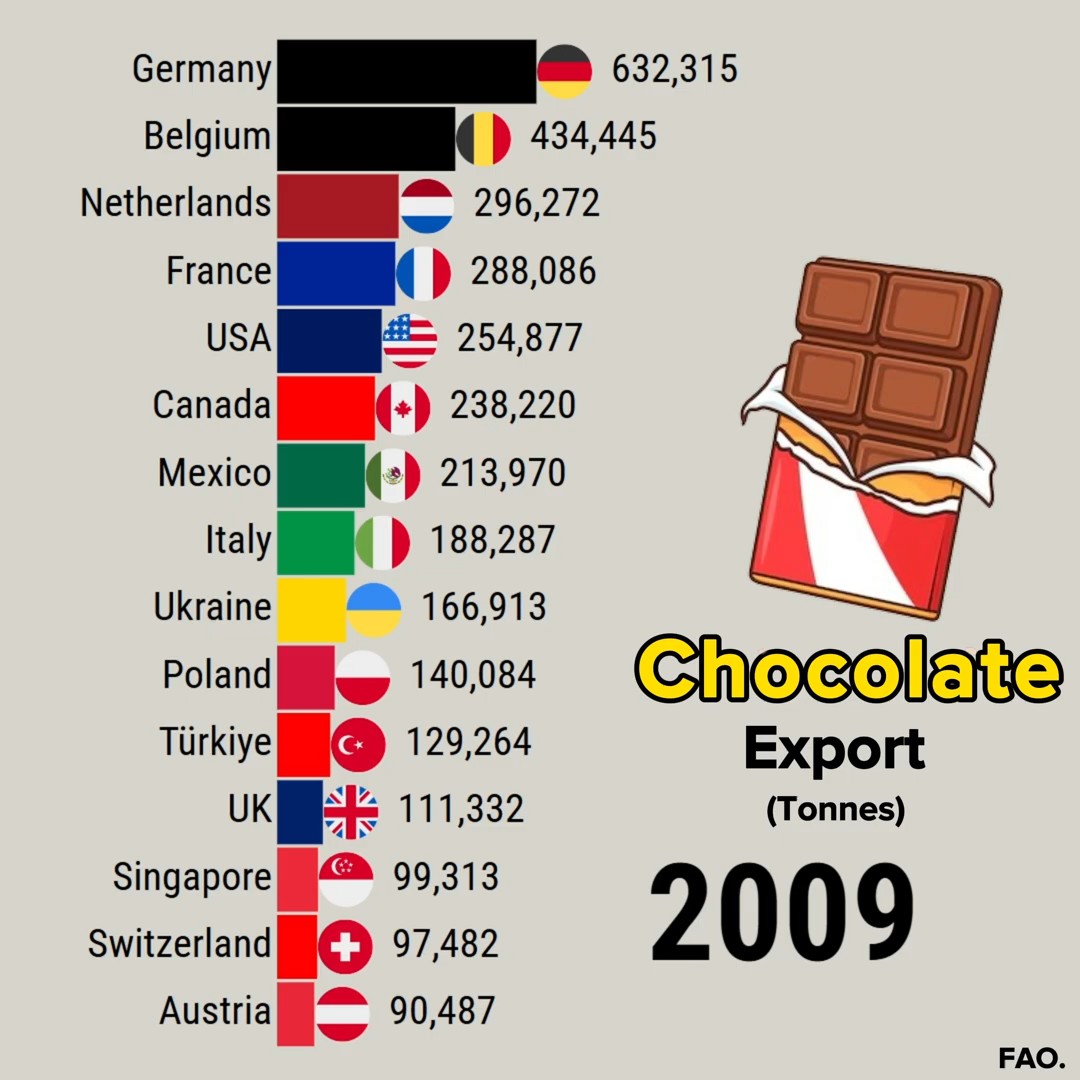 Germany 632,315
Belgium 434,445
Netherlands 296,272
France 288,086
USA 254,877
Canada 238,220
Mexico 213,970
Italy 188,287
Ukraine 166,913
Poland 140,084
Türkiye 129,264
UK 111,332
Singapore 99,313
Switzerland 97,482
Austria 90,487
Chocolate
Export
(Tonnes)
2009
FAO.